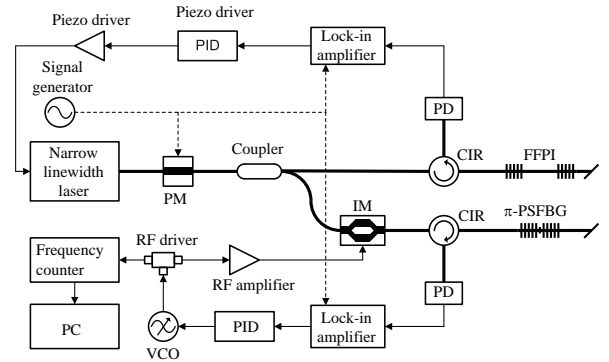 Piezo driver
Piezo driver
PID
Lock-in
amplifier
Signal
generator
PD
Narrow
linewidth
laser
PM
Coupler
CIR
FFPI
IM
CIR
π-PSFBG
Frequency
counter
RF driver
RF amplifier
PD
PC
VCO
PID
Lock-in
amplifier